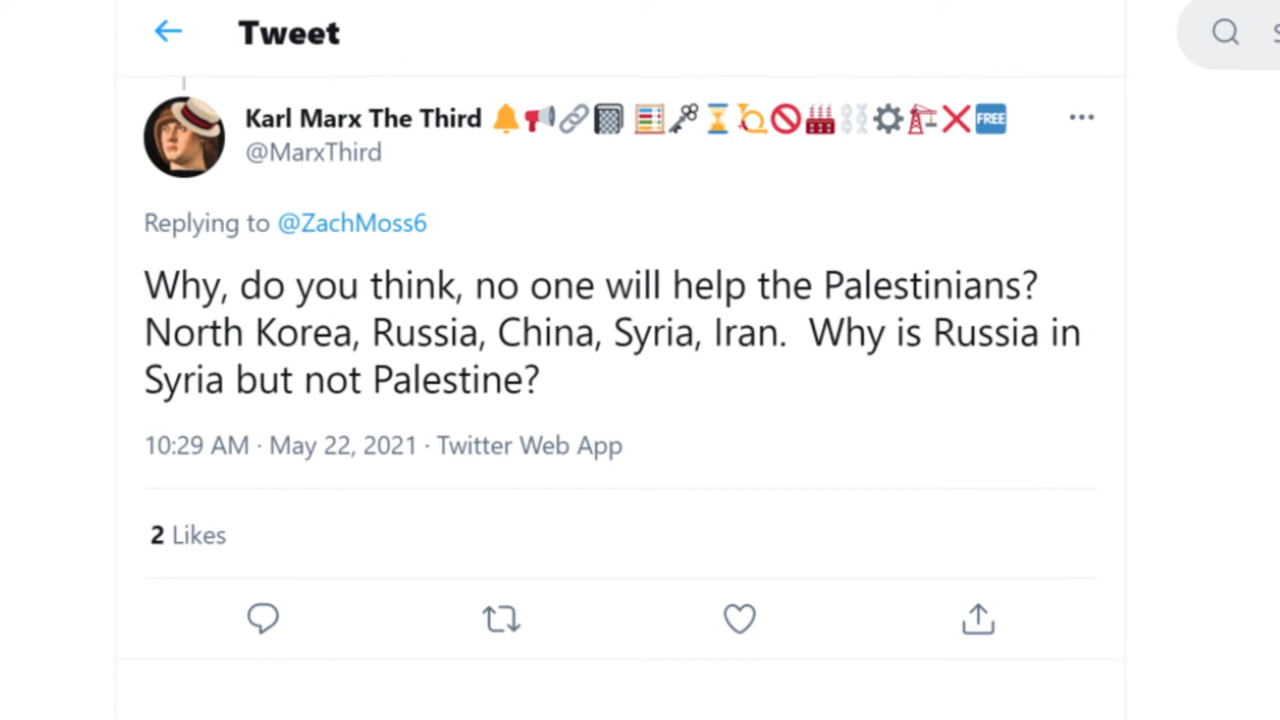 Tweet
S
Karl Marx The Third
FREE
@MarxThird
Replying to @ZachMoss6
Why, do you think, no one will help the Palestinians?
North Korea, Russia, China, Syria, Iran.  Why is Russia in
Syria but not Palestine?
10:29 AM · May 22, 2021 · Twitter Web App
2 Likes